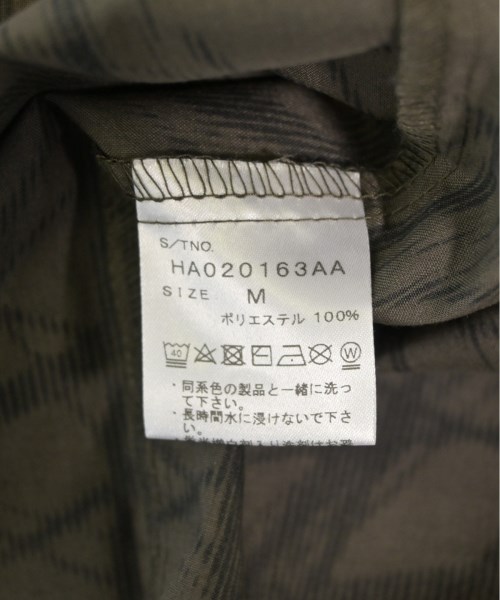 S/TNO.
HA020163AA
SIZE M
ポリエステル 100%
40 W
・同系色の製品と一緒に洗っ
て下さい。
・長時間水に浸けないで下さ
い。